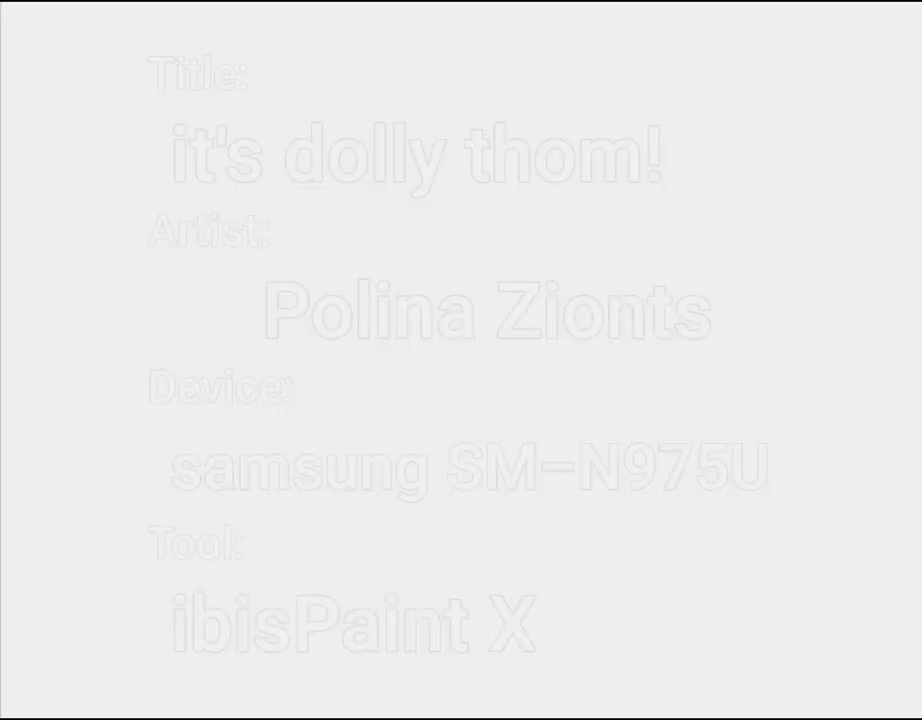 Title:
it's dolly thom!
Artist:
Polina Zionts
Device:
samsung SM-N975U
Tool:
ibisPaint X